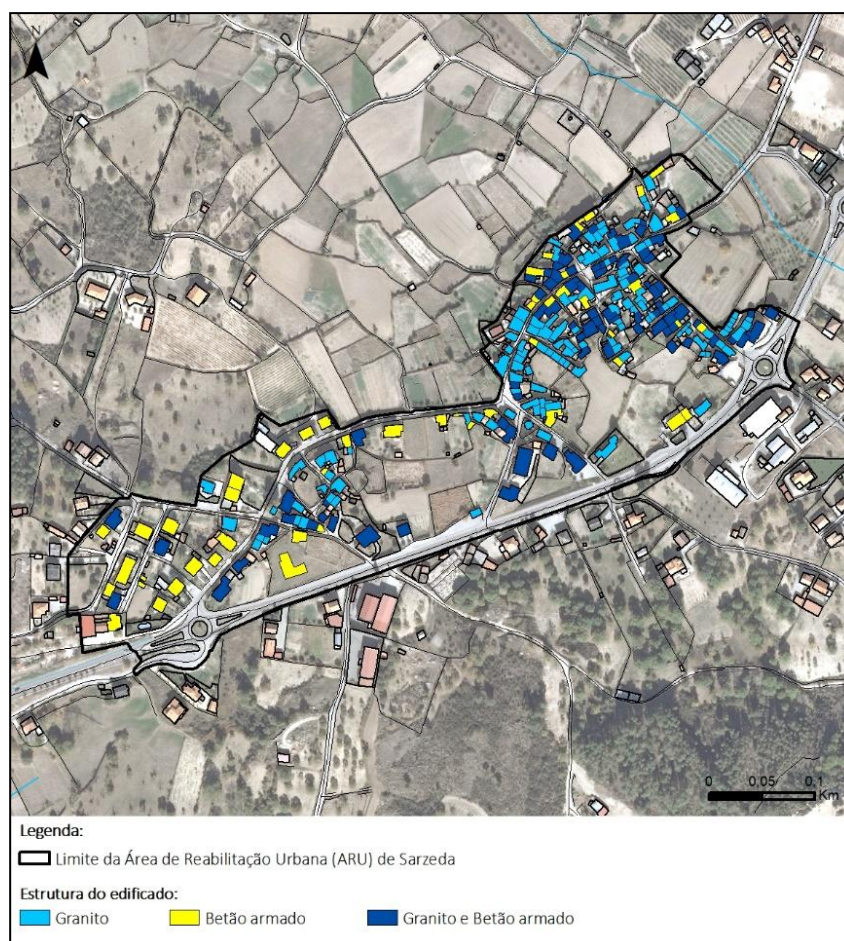 N
0 0,05 0,1
Km
Legenda:
Limite da Área de Reabilitação Urbana (ARU) de Sarzeda
Estrutura do edificado:
Granito Betão armado Granito e Betão armado